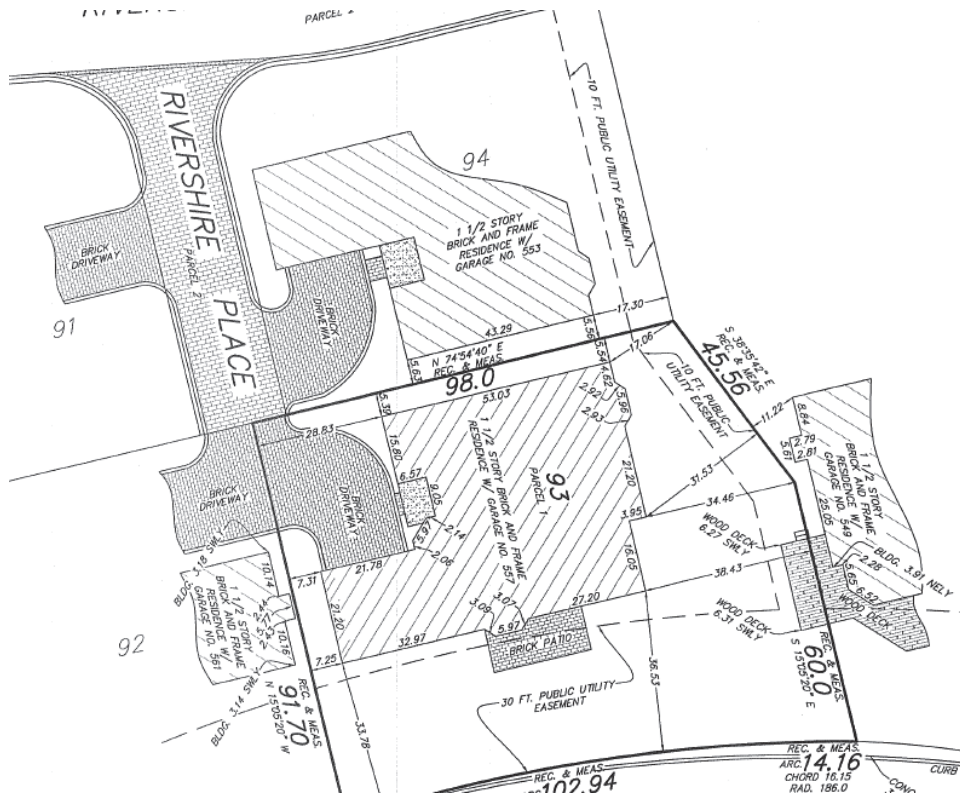 PARCEL 2
RIVERSHIRE PLACE
PARCEL 2
10 FT. PUBLIC UTILITY EASEMENT
94
1 1/2 STORY
BRICK AND FRAME
RESIDENCE W/
GARAGE NO. 553
BRICK
DRIVEWAY
91
BRICK
DRIVEWAY
17.30
43.29
5.56
5.63
N 74°54'40" E
REC. & MEAS.
98.0
5.54
17.06
S 38°35'42" E
REC. & MEAS.
45.56
10 FT. PUBLIC
UTILITY EASEMENT
53.03
4.62
2.92
5.96
2.93
5.39
28.83
15.80
11.22
8.84
2.79
2.81
5.61
1 1/2 STORY
BRICK AND FRAME
RESIDENCE W/
GARAGE NO. 549
25.05
1 1/2 STORY BRICK AND FRAME
RESIDENCE W/ GARAGE NO. 557
93
PARCEL 1
6.57
9.05
2.14
5.97
2.06
21.20
31.53
34.46
3.95
BRICK
DRIVEWAY
BRICK
DRIVEWAY
WOOD DECK
6.27 SWLY
16.05
38.43
21.78
7.31
21.20
BLDG. 3.18 SWLY
10.14
1 1/2 STORY
BRICK AND FRAME
RESIDENCE W/
GARAGE NO. 561
2.44
10.16
BLDG. 3.14 SWLY
92
BLDG. 3.91 NELY
2.28
5.65
6.52
WOOD DECK
27.20
3.07
3.09
5.97
32.97
7.25
BRICK PATIO
WOOD DECK
6.31 SWLY
REC. & MEAS.
91.70
N 15°05'20" W
REC. & MEAS.
60.0
S 15°05'20" E
36.53
33.78
30 FT. PUBLIC UTILITY
EASEMENT
REC. & MEAS.
102.94
REC. & MEAS.
ARC. 14.16
CHORD 16.15
RAD. 186.0
CURB